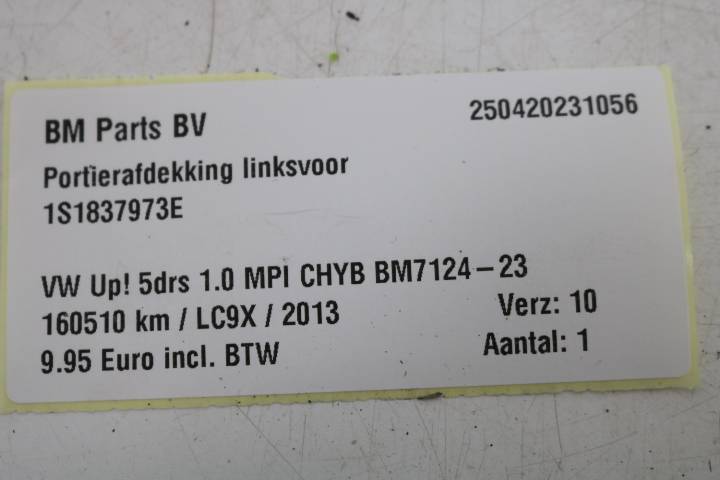 BM Parts BV 250420231056
Portierafdekking linksvoor
1S1837973E
VW Up! 5drs 1.0 MPI CHYB BM7124-23
160510 km / LC9X / 2013 Verz: 10
9.95 Euro incl. BTW Aantal: 1